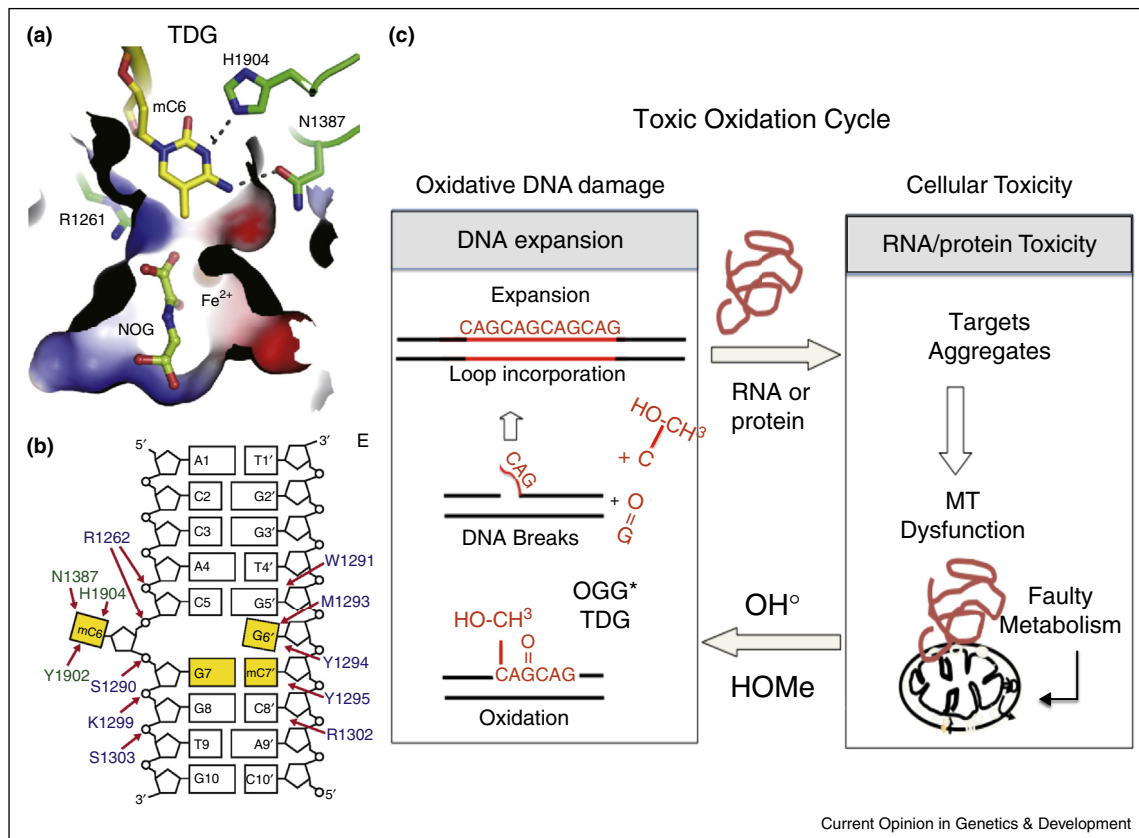 (a)
TDG
H1904
mC6
N1387
R1261
Fe2+
NOG
(b)
5′
3′
E
A1
T1′
C2
G2′
C3
G3′
R1262
A4
T4′
W1291
N1387
H1904
C5
G5′
M1293
mC6
G6′
Y1294
Y1902
G7
mC7′
S1290
Y1295
G8
C8′
K1299
R1302
T9
A9′
S1303
G10
C10′
3′
5′
(c)
Toxic Oxidation Cycle
Oxidative DNA damage
DNA expansion
Expansion
CAGCAGCAGCAG
Loop incorporation
HO-CH3
+ C
CAG
+ O
G
DNA Breaks
OGG*
TDG
HO-CH3
O
CAGCAG
Oxidation
RNA or
protein
OH°
HOMe
Cellular Toxicity
RNA/protein Toxicity
Targets
Aggregates
MT
Dysfunction
Faulty
Metabolism
Current Opinion in Genetics & Development